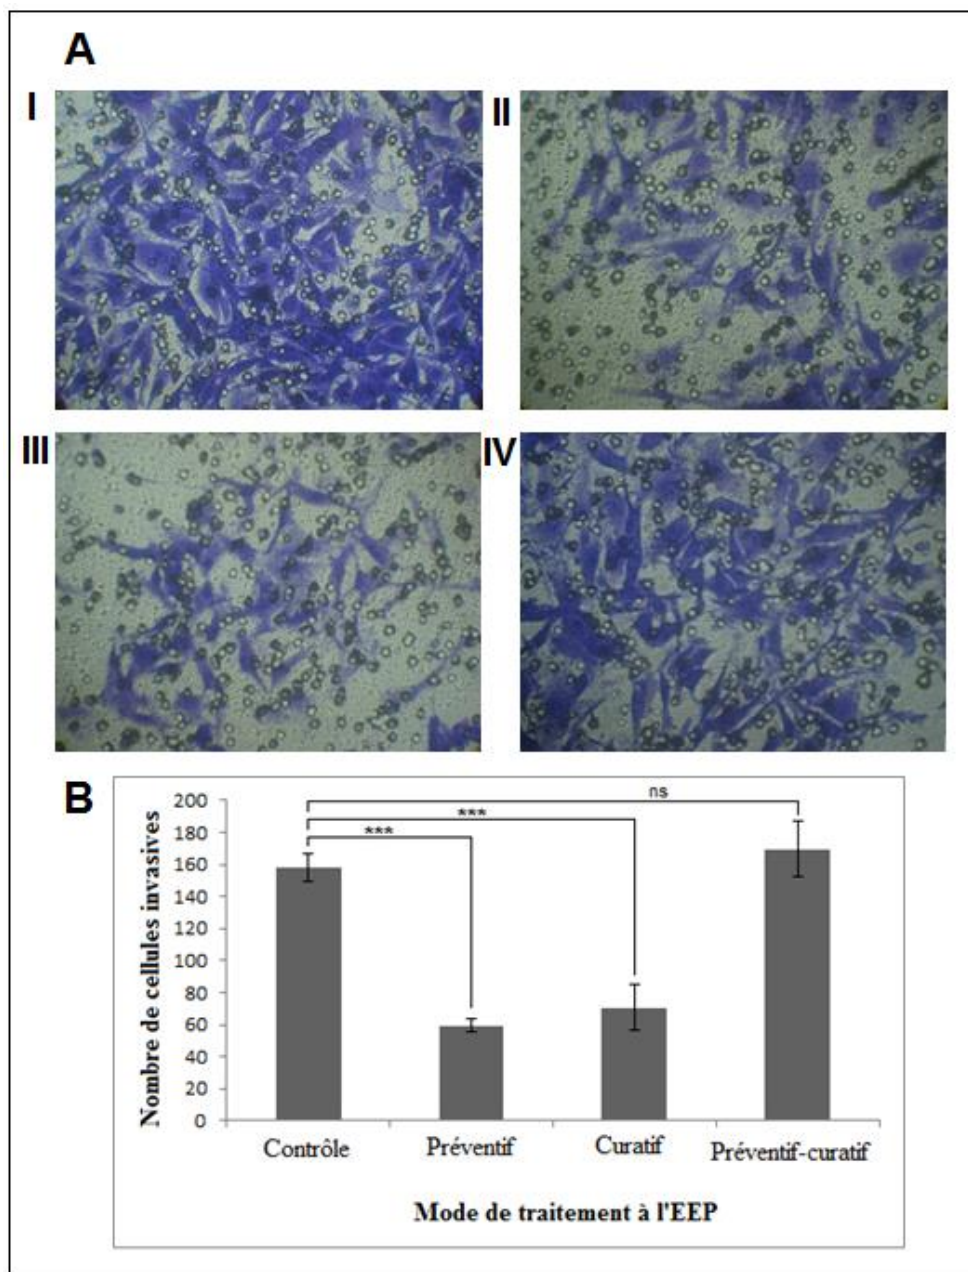 A
I
II
III
IV
B
Nombre de cellules invasives
200
180
160
140
120
100
80
60
40
20
0
ns
***
***
Contrôle
Préventif
Curatif
Préventif-curatif
Mode de traitement à l'EEP